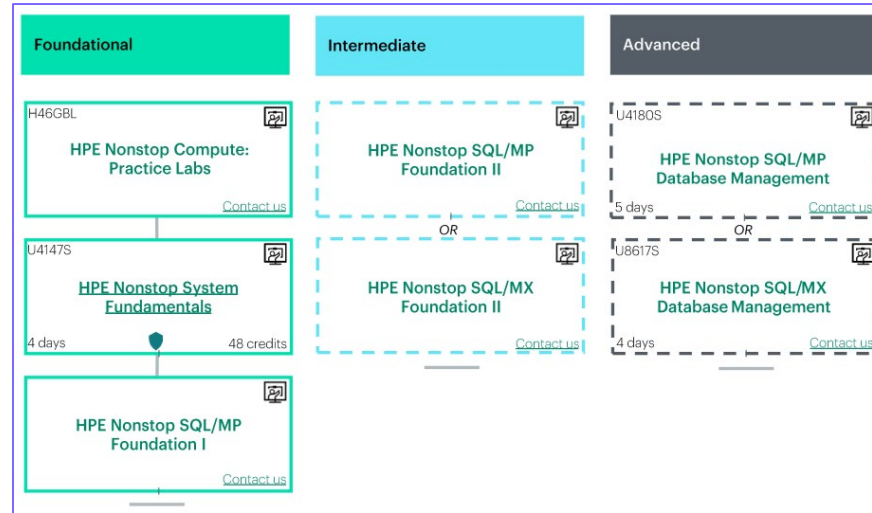 Foundational
Intermediate
Advanced
H46GBL
HPE Nonstop Compute:
Practice Labs
Contact us
U4147S
HPE Nonstop System
Fundamentals
4 days
48 credits
HPE Nonstop SQL/MP
Foundation I
Contact us
HPE Nonstop SQL/MP
Foundation II
Contact us
OR
HPE Nonstop SQL/MX
Foundation II
Contact us
U4180S
HPE Nonstop SQL/MP
Database Management
5 days
Contact us
OR
U8617S
HPE Nonstop SQL/MX
Database Management
4 days
Contact us